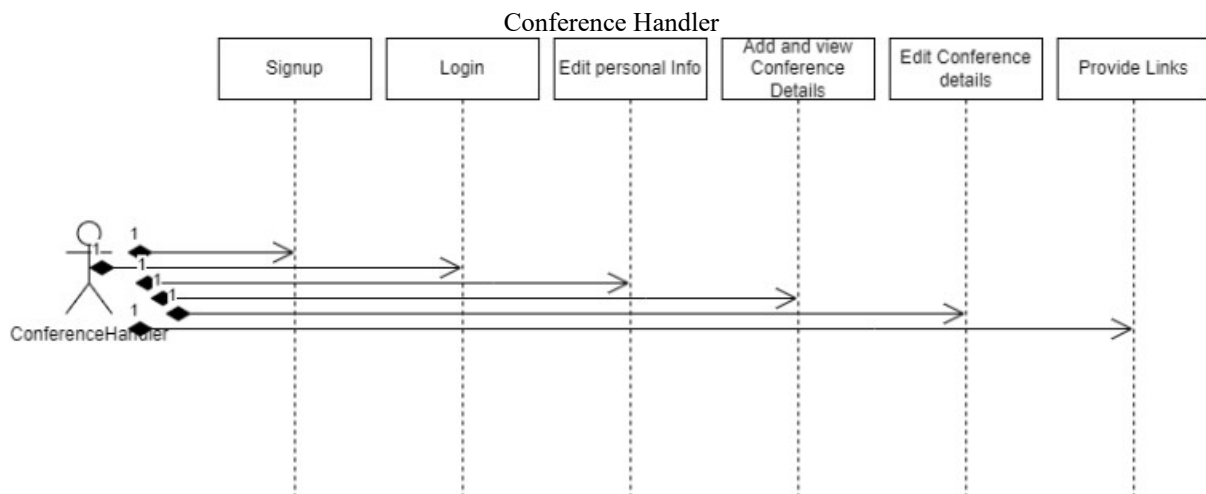 Conference Handler
Signup
Login
Edit personal Info
Add and view
Conference
Details
Edit Conference
details
Provide Links
1
1
1
1
1
1
ConferenceHandler